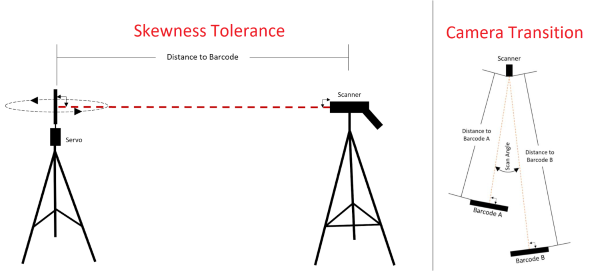 Skewness Tolerance
Distance to Barcode
Scanner
Servo
Camera Transition
Scanner
Distance to
Barcode A
Scan Angle
Distance to
Barcode B
Barcode A
Barcode B